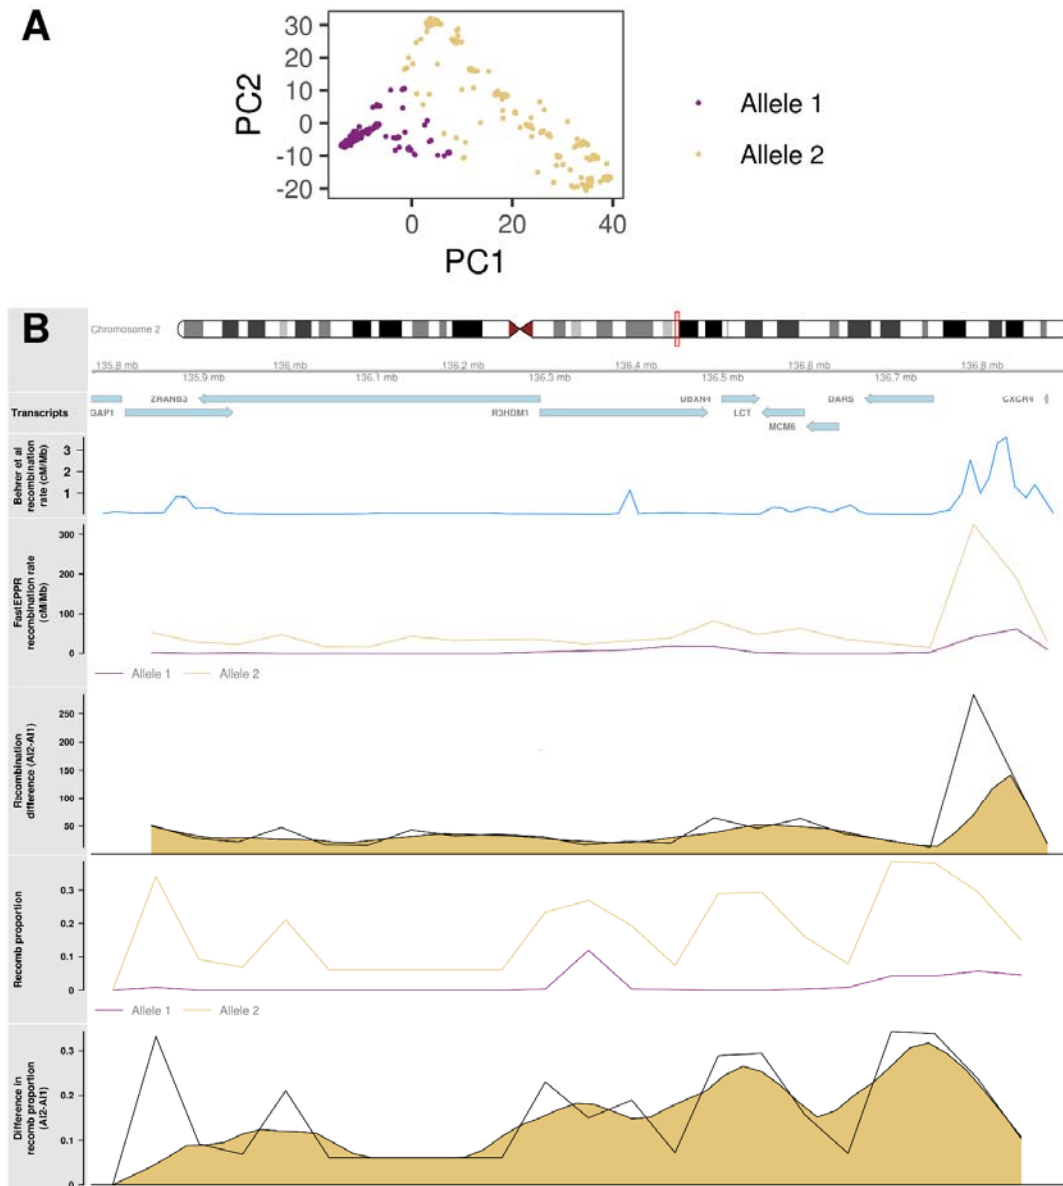 A
30
20
10
0
-10
-20
PC2
0 20 40
PC1
Allele 1
Allele 2
B
Chromosome 2
135.8 mb 136 mb 136.2 mb 136.4 mb 136.6 mb 136.8 mb
135.9 mb 136.1 mb 136.3 mb 136.5 mb 136.7 mb
Transcripts
ZRANB3 UBXN4 DARS CXCR4
GAP1 R3HDM1 LCT
MCM6
Behrer et al
recombination
rate (cM/Mb)
3
2
1
FastEPPR
recombination rate
(cM/Mb)
300
200
100
0
Allele 1 Allele 2
Recombination
difference (Al2-Al1)
250
200
150
100
50
Recomb proportion
0.3
0.2
0.1
0
Allele 1 Allele 2
Difference in
recomb proportion
(Al2-Al1)
0.3
0.2
0.1
0